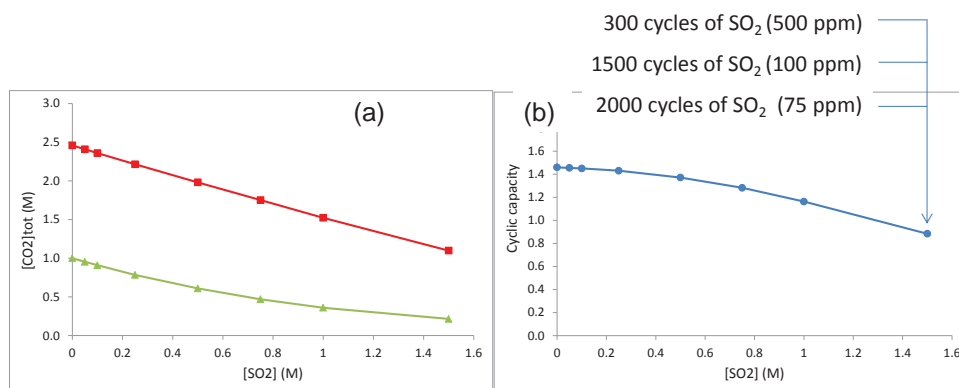 300 cycles of SO2 (500 ppm)
1500 cycles of SO2 (100 ppm)
2000 cycles of SO2 (75 ppm)
(a)
3.0
2.5
2.0
1.5
1.0
0.5
0.0
[CO2]tot (M)
0 0.2 0.4 0.6 0.8 1 1.2 1.4 1.6
[SO2] (M)
(b)
1.6
1.4
1.2
1.0
0.8
0.6
0.4
0.2
0.0
Cyclic capacity
0 0.2 0.4 0.6 0.8 1 1.2 1.4 1.6
[SO2] (M)